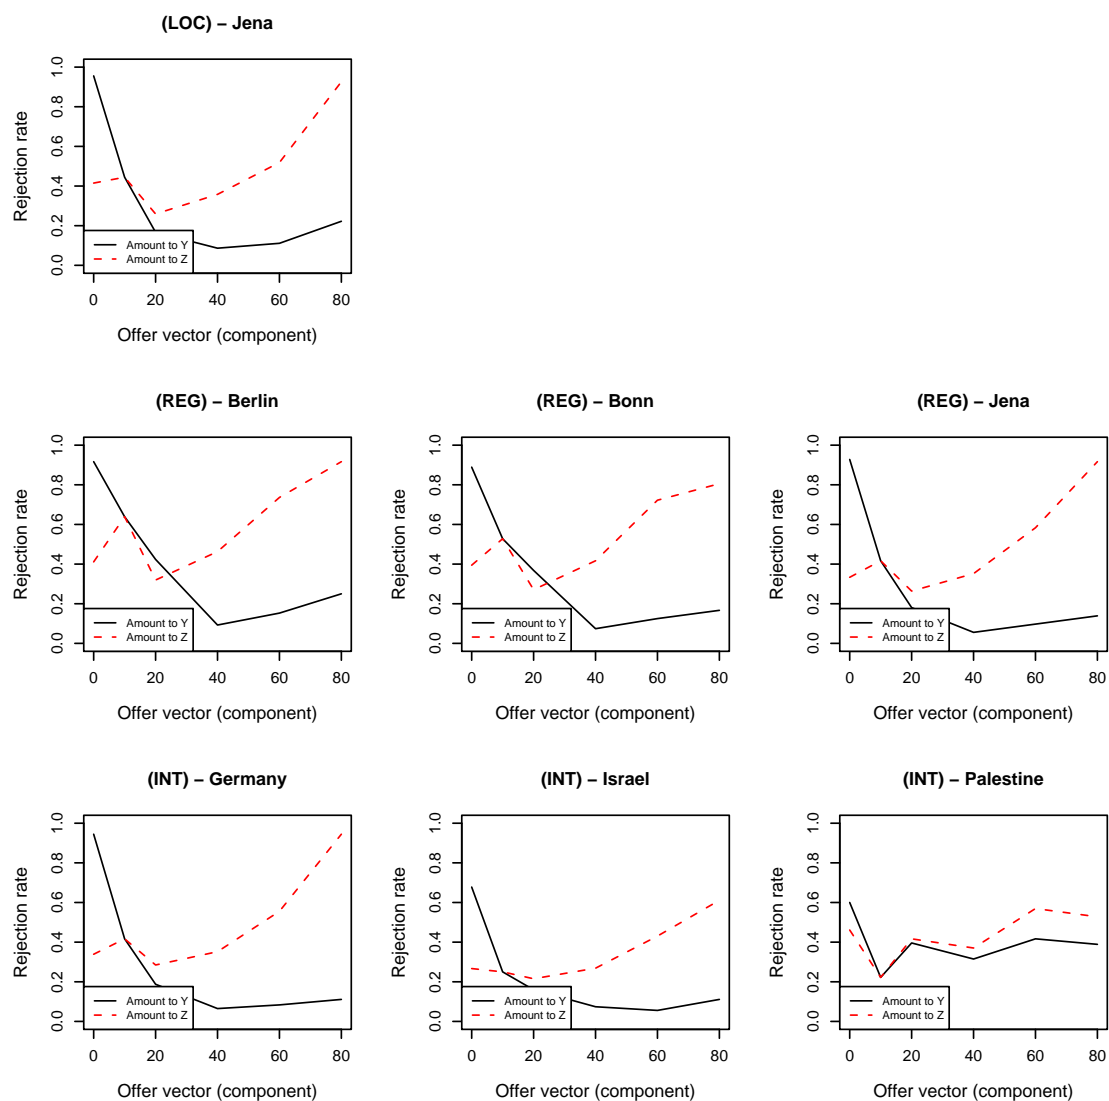 (LOC) – Jena
Rejection rate
1.0
0.8
0.6
0.4
0.2
0.0
Amount to Y
Amount to Z
0 20 40 60 80
Offer vector (component)
(REG) – Berlin
Rejection rate
1.0
0.8
0.6
0.4
0.2
0.0
Amount to Y
Amount to Z
0 20 40 60 80
Offer vector (component)
(REG) – Bonn
Rejection rate
1.0
0.8
0.6
0.4
0.2
0.0
Amount to Y
Amount to Z
0 20 40 60 80
Offer vector (component)
(REG) – Jena
Rejection rate
1.0
0.8
0.6
0.4
0.2
0.0
Amount to Y
Amount to Z
0 20 40 60 80
Offer vector (component)
(INT) – Germany
Rejection rate
1.0
0.8
0.6
0.4
0.2
0.0
Amount to Y
Amount to Z
0 20 40 60 80
Offer vector (component)
(INT) – Israel
Rejection rate
1.0
0.8
0.6
0.4
0.2
0.0
Amount to Y
Amount to Z
0 20 40 60 80
Offer vector (component)
(INT) – Palestine
Rejection rate
1.0
0.8
0.6
0.4
0.2
0.0
Amount to Y
Amount to Z
0 20 40 60 80
Offer vector (component)